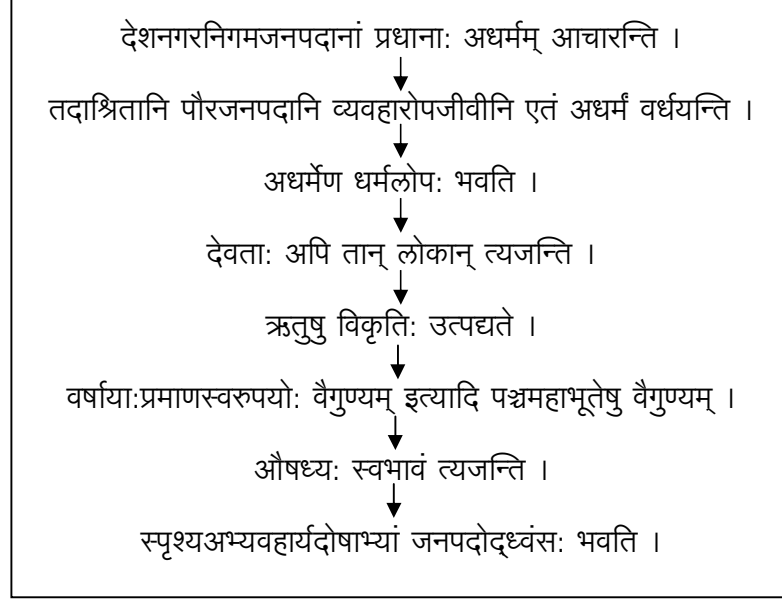 देशनगरनिगमजनपदानां प्रधाना: अधर्मम् आचारन्ति ।
तदाश्रितानि पौरजनपदानि व्यवहारोपजीवीनि एतं अधर्मं वर्धयन्ति ।
अधर्मेण धर्मलोप: भवति ।
देवता: अपि तान् लोकान् त्यजन्ति ।
ऋतुषु विकृति: उत्पद्यते ।
वर्षाया:प्रमाणस्वरुपयो: वैगुण्यम् इत्यादि पञ्चमहाभूतेषु वैगुण्यम् ।
औषध्य: स्वभावं त्यजन्ति ।
स्पृश्यअभ्यवहार्यदोषाभ्यां जनपदोद्ध्वंस: भवति ।